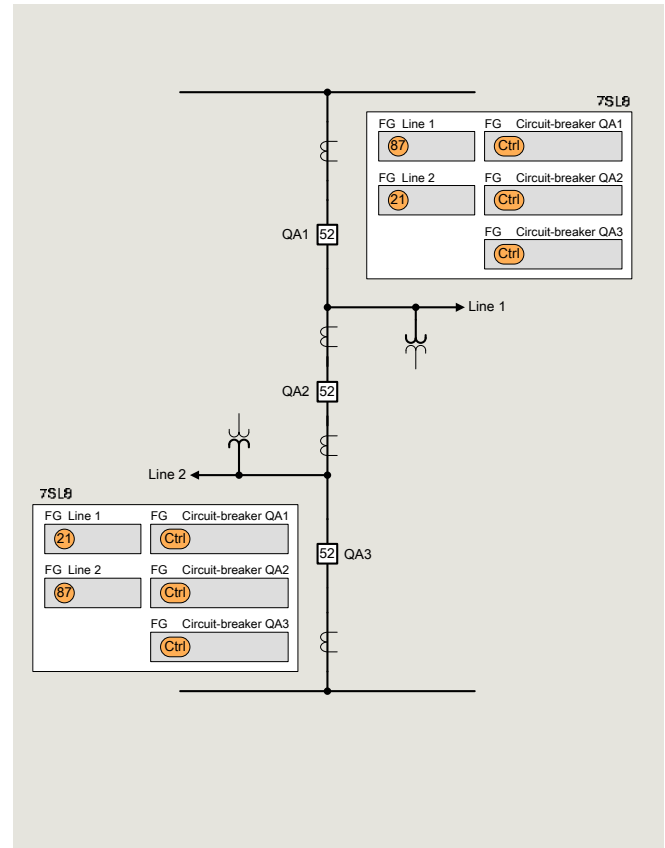 7SL8
FG Line 1 FG Circuit-breaker QA1
87 Ctrl
FG Line 2 FG Circuit-breaker QA2
21 Ctrl
FG Circuit-breaker QA3
Ctrl
QA1 52
Line 1
QA2 52
Line 2
7SL8
FG Line 1 FG Circuit-breaker QA1
21 Ctrl
FG Line 2 FG Circuit-breaker QA2
87 Ctrl
FG Circuit-breaker QA3
Ctrl
52 QA3